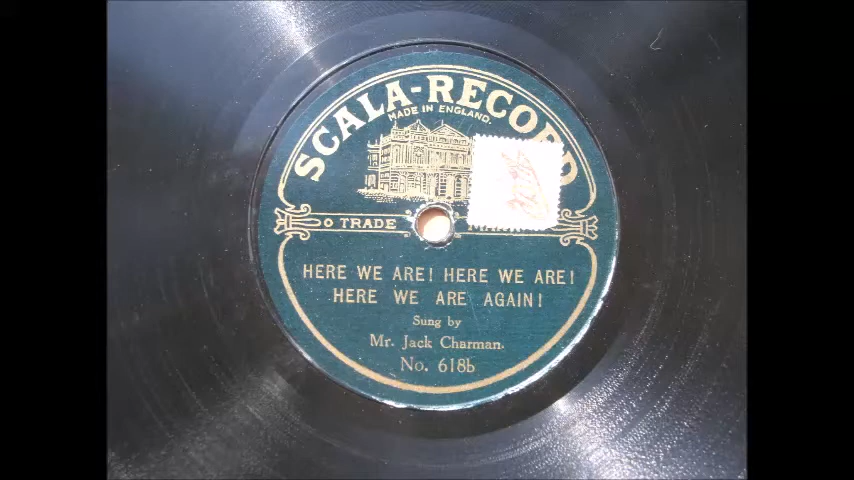 SCALA-RECORD
MADE IN ENGLAND.
TRADE
HERE WE ARE! HERE WE ARE!
HERE WE ARE AGAIN!
Sung by
Mr. Jack Charman.
No. 618b